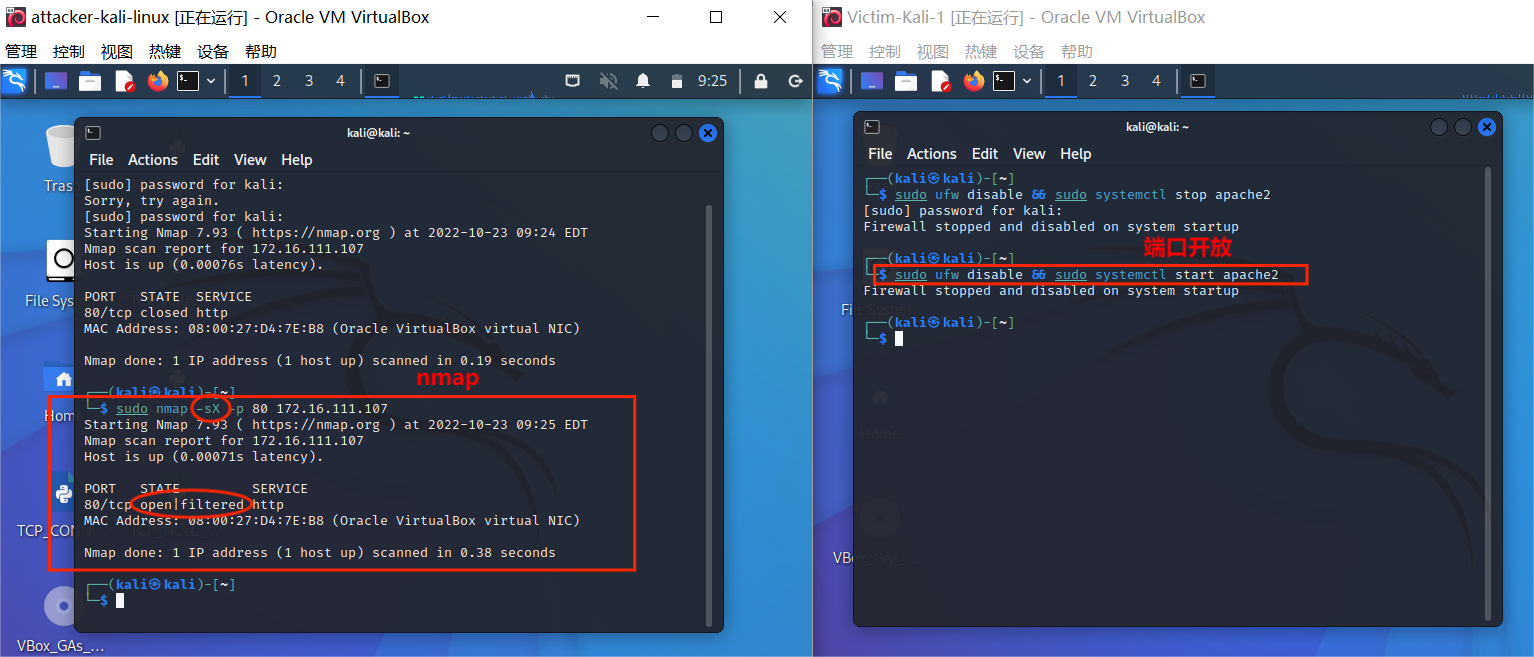 attacker-kali-linux [正在运行] - Oracle VM VirtualBox
管理 控制 视图 热键 设备 帮助
1 2 3 4 9:25
Tras
File Sys
Home
TCP_CON
VBox_GAs_...
kali@kali: ~
File Actions Edit View Help
[sudo] password for kali:
Sorry, try again.
[sudo] password for kali:
Starting Nmap 7.93 ( https://nmap.org ) at 2022-10-23 09:24 EDT
Nmap scan report for 172.16.111.107
Host is up (0.00076s latency).
PORT STATE SERVICE
80/tcp closed http
MAC Address: 08:00:27:D4:7E:B8 (Oracle VirtualBox virtual NIC)
Nmap done: 1 IP address (1 host up) scanned in 0.19 seconds
nmap
┌──(kali㉿kali)-[~]
└─$ sudo nmap -sX -p 80 172.16.111.107
Starting Nmap 7.93 ( https://nmap.org ) at 2022-10-23 09:25 EDT
Nmap scan report for 172.16.111.107
Host is up (0.00071s latency).
PORT STATE SERVICE
80/tcp open|filtered http
MAC Address: 08:00:27:D4:7E:B8 (Oracle VirtualBox virtual NIC)
Nmap done: 1 IP address (1 host up) scanned in 0.38 seconds
┌──(kali㉿kali)-[~]
└─$
Victim-Kali-1 [正在运行] - Oracle VM VirtualBox
管理 控制 视图 热键 设备 帮助
1 2 3 4
kali@kali: ~
File Actions Edit View Help
┌──(kali㉿kali)-[~]
└─$ sudo ufw disable && sudo systemctl stop apache2
[sudo] password for kali:
Firewall stopped and disabled on system startup
端口开放
┌──(kali㉿kali)-[~]
└─$ sudo ufw disable && sudo systemctl start apache2
Firewall stopped and disabled on system startup
┌──(kali㉿kali)-[~]
└─$
Home